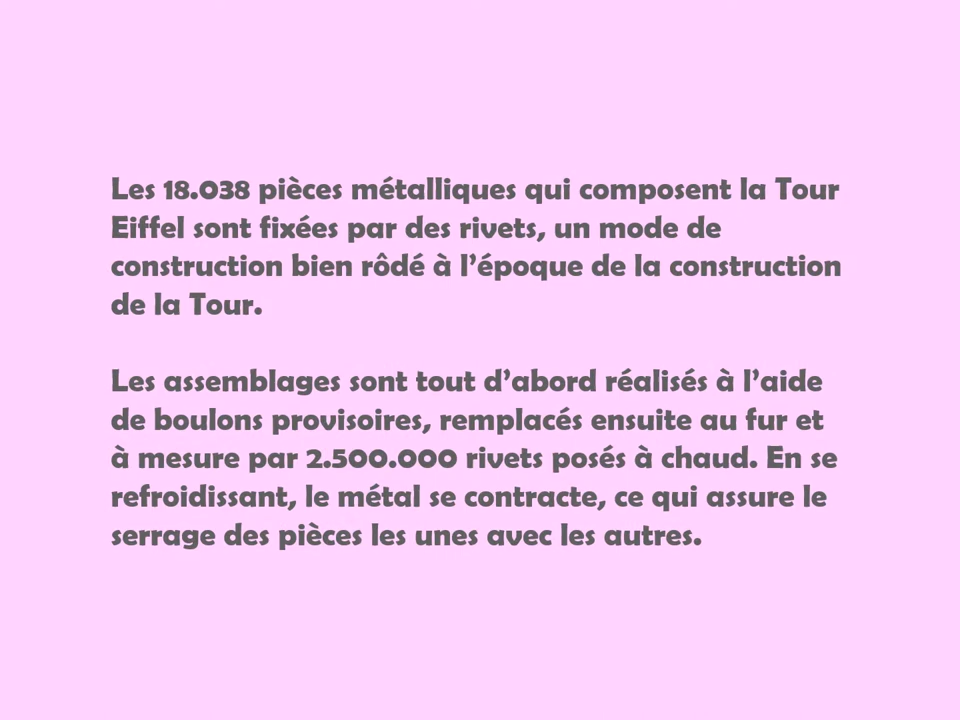 Les 18.038 pièces métalliques qui composent la Tour
Eiffel sont fixées par des rivets, un mode de
construction bien rôdé à l’époque de la construction
de la Tour.
Les assemblages sont tout d’abord réalisés à l’aide
de boulons provisoires, remplacés ensuite au fur et
à mesure par 2.500.000 rivets posés à chaud. En se
refroidissant, le métal se contracte, ce qui assure le
serrage des pièces les unes avec les autres.